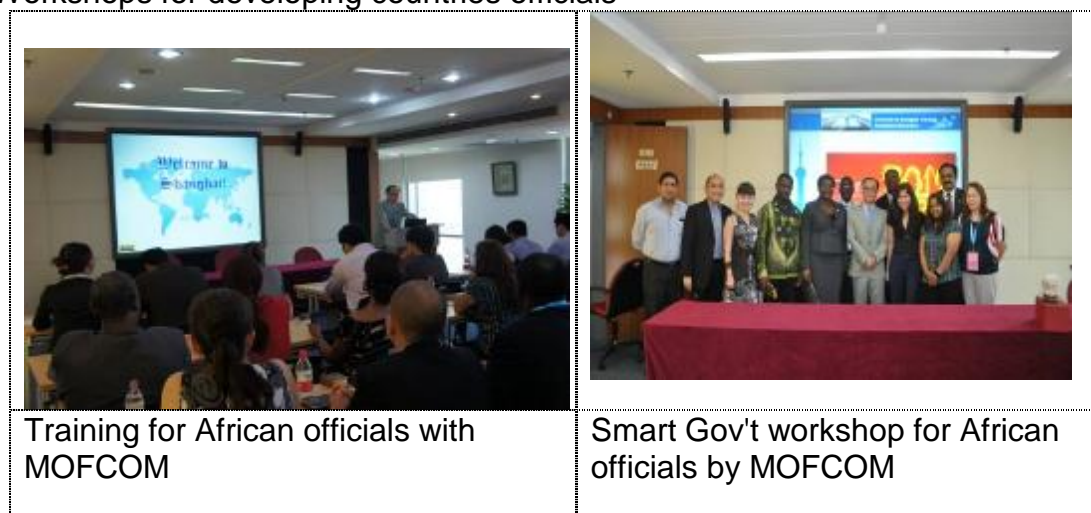 Workshops for developing countries officials
Welcome to
Shanghai!
Training for African officials with
MOFCOM
Smart Gov't workshop for African
officials by MOFCOM